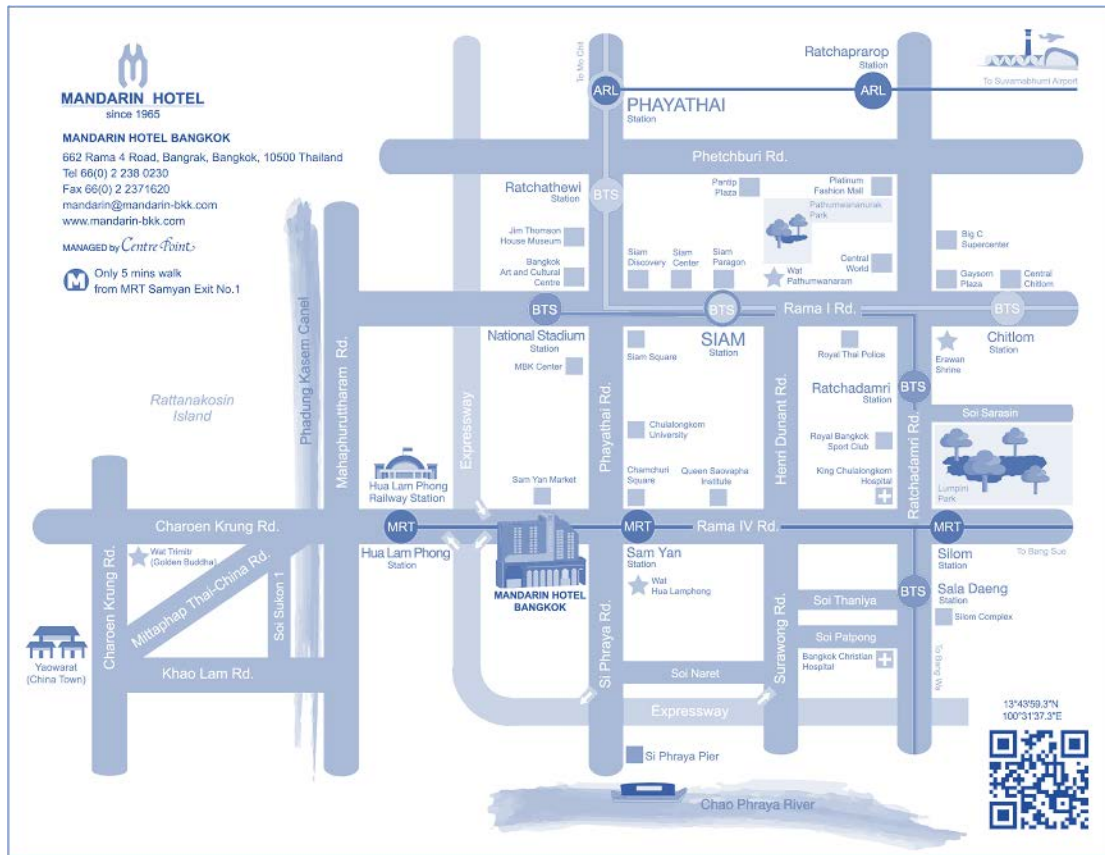 MANDARIN HOTEL
since 1965
MANDARIN HOTEL BANGKOK
662 Rama 4 Road, Bangrak, Bangkok, 10500 Thailand
Tel 66(0) 2 238 0230
Fax 66(0) 2 2371620
mandarin@mandarin-bkk.com
www.mandarin-bkk.com
MANAGED by Centre Point
M Only 5 mins walk
from MRT Samyan Exit No.1
To Mo Chit
Ratchaprarop
Station
To Suvarnabhumi Airport
ARL
ARL
PHAYATHAI
Station
Phetchburi Rd.
Ratchathewi
Station
BTS
Pantip
Plaza
Platinum
Fashion Mall
Pathumwananurak
Park
Jim Thomson
House Museum
Bangkok
Art and Cultural
Centre
Siam
Discovery
Siam
Center
Siam
Paragon
Wat
Pathumwanaram
Central
World
Big C
Supercenter
Gaysorn
Plaza
Central
Chitlom
BTS
BTS
Rama I Rd.
BTS
National Stadium
Station
SIAM
Station
Chitlom
Station
MBK Center
Siam Square
Royal Thai Police
Erawan
Shrine
Ratchadamri
Station
BTS
Rattanakosin
Island
Phadung Kasem Canel
Mahaphuruttharam Rd.
Expressway
Phayathai Rd.
Henri Dunant Rd.
Ratchadamri Rd.
Soi Sarasin
Chulalongkorn
University
Royal Bangkok
Sport Club
Hua Lam Phong
Railway Station
Sam Yan Market
Chamchuri
Square
Queen Saovapha
Institute
King Chulalongkorn
Hospital
Lumpini
Park
Charoen Krung Rd.
MRT
MRT
Rama IV Rd.
MRT
Hua Lam Phong
Station
Sam Yan
Station
Silom
Station
To Bang Sue
Wat Trimitr
(Golden Buddha)
Wat
Hua Lamphong
MANDARIN HOTEL
BANGKOK
Charoen Krung Rd.
Mittaphap Thai-China Rd.
Soi Sukon 1
Soi Thaniya
BTS
Sala Daeng
Station
Silom Complex
Yaowarat
(China Town)
Khao Lam Rd.
Si Phraya Rd.
Surawong Rd.
Soi Patpong
Bangkok Christian
Hospital
Soi Naret
To Bang Wa
Expressway
Si Phraya Pier
Chao Phraya River
13°43'59.3"N
100°31'37.3"E